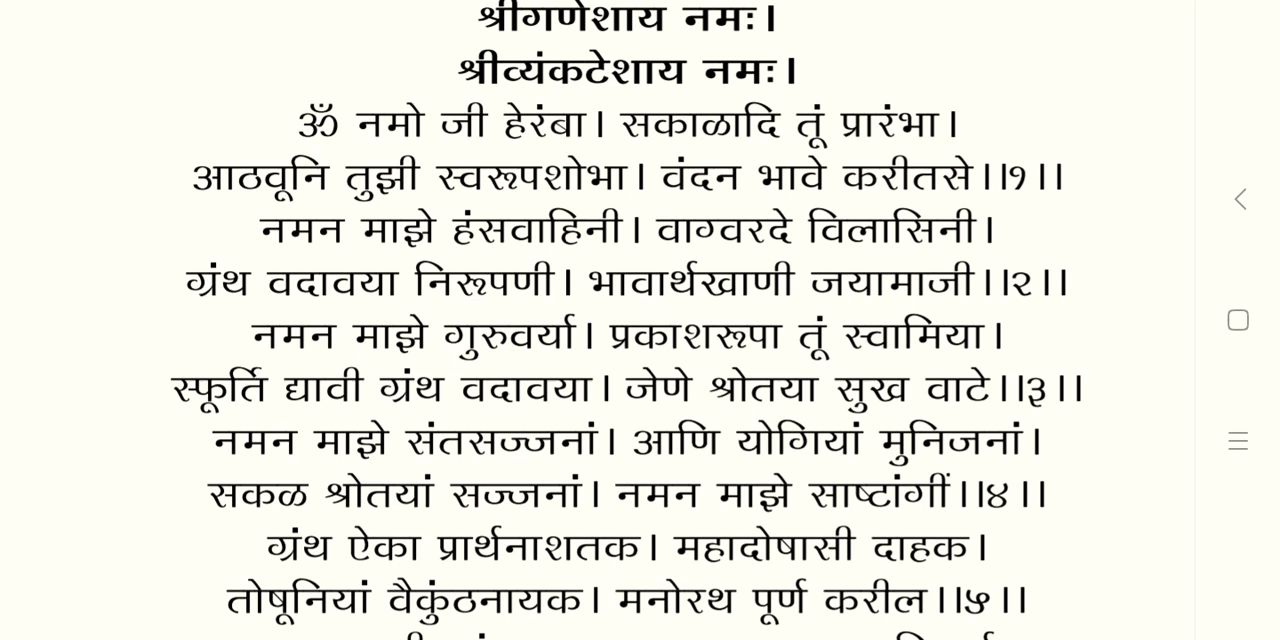 श्रीगणेशाय नमः।
श्रीव्यंकटेशाय नमः।
ॐ नमो जी हेरंबा। सकाळादि तूं प्रारंभा।
आठवूनि तुझी स्वरूपशोभा। वंदन भावे करीतसे।।१।।
नमन माझे हंसवाहिनी। वाग्वरदे विलासिनी।
ग्रंथ वदावया निरूपणी। भावार्थखाणी जयामाजी।।२।।
नमन माझे गुरुवर्या। प्रकाशरूपा तूं स्वामिया।
स्फूर्ति द्यावी ग्रंथ वदावया। जेणे श्रोतया सुख वाटे।।३।।
नमन माझे संतसज्जनां। आणि योगियां मुनिजनां।
सकळ श्रोतयां सज्जनां। नमन माझे साष्टांगीं।।४।।
ग्रंथ ऐका प्रार्थनाशतक। महादोषासी दाहक।
तोषूनियां वैकुंठनायक। मनोरथ पूर्ण करील।।५।।